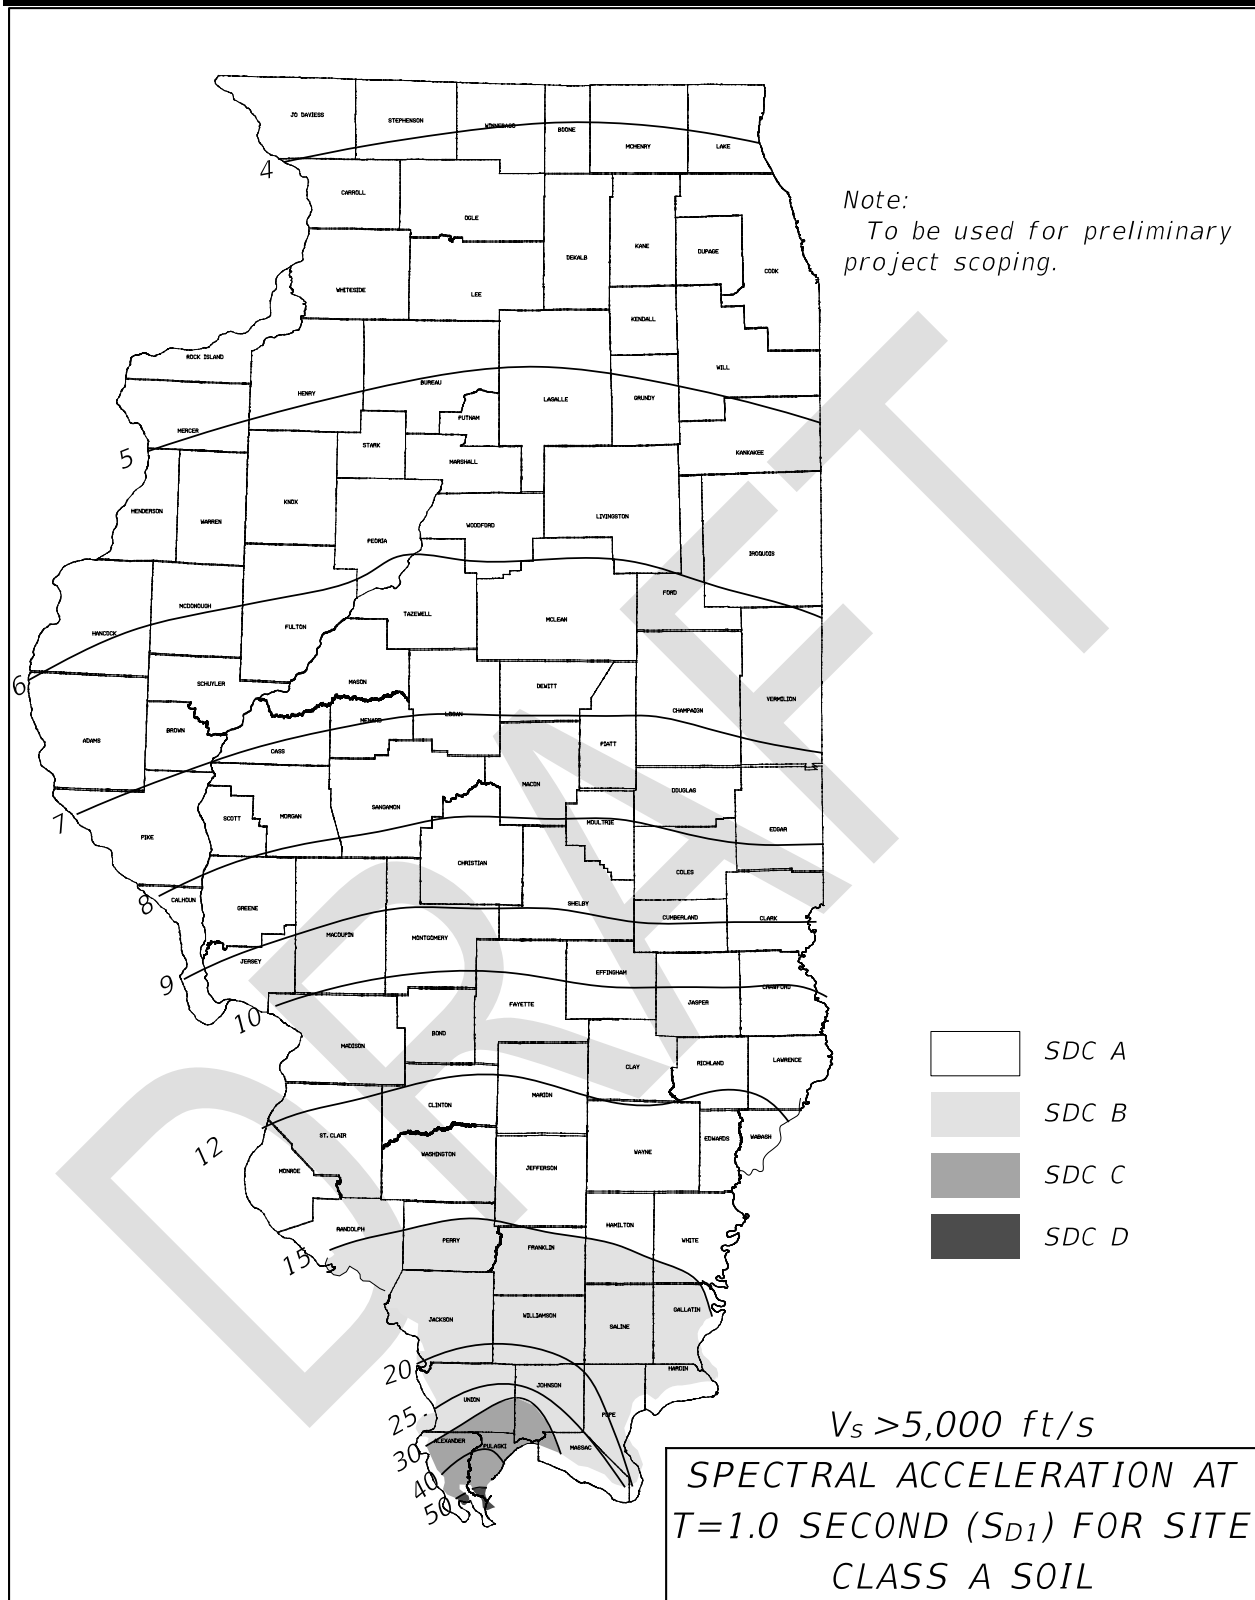 JO DAVIESS
STEPHENSON
WINNEBAGO
BOONE
MCHENRY
LAKE
4
CARROLL
OGLE
Note:
To be used for preliminary
project scoping.
DEKALB
KANE
DUPAGE
COOK
WHITESIDE
LEE
KENDALL
ROCK ISLAND
WILL
HENRY
BUREAU
LASALLE
GRUNDY
PUTNAM
MERCER
5
STARK
MARSHALL
KANKAKEE
HENDERSON
WARREN
KNOX
WOODFORD
LIVINGSTON
PEORIA
IROQUOIS
FORD
MCDONOUGH
TAZEWELL
MCLEAN
HANCOCK
FULTON
6
SCHUYLER
MASON
DEWITT
VERMILION
LOGAN
MENARD
CHAMPAIGN
ADAMS
BROWN
CASS
PIATT
MACON
DOUGLAS
7
SCOTT
MORGAN
SANGAMON
MOULTRIE
EDGAR
PIKE
CHRISTIAN
COLES
8
CALHOUN
GREENE
SHELBY
CUMBERLAND
CLARK
MACOUPIN
MONTGOMERY
JERSEY
9
EFFINGHAM
CRAWFORD
FAYETTE
JASPER
10
BOND
MADISON
SDC A
CLAY
RICHLAND
LAWRENCE
MARION
CLINTON
SDC B
12
ST. CLAIR
WASHINGTON
WAYNE
EDWARDS
WABASH
JEFFERSON
MONROE
SDC C
RANDOLPH
PERRY
HAMILTON
WHITE
FRANKLIN
SDC D
15
JACKSON
WILLIAMSON
SALINE
GALLATIN
20
HARDIN
JOHNSON
UNION
POPE
25
ALEXANDER
PULASKI
MASSAC
30
40
50
DRAFT
Vs >5,000 ft/s
SPECTRAL ACCELERATION AT
T=1.0 SECOND (SD1) FOR SITE
CLASS A SOIL